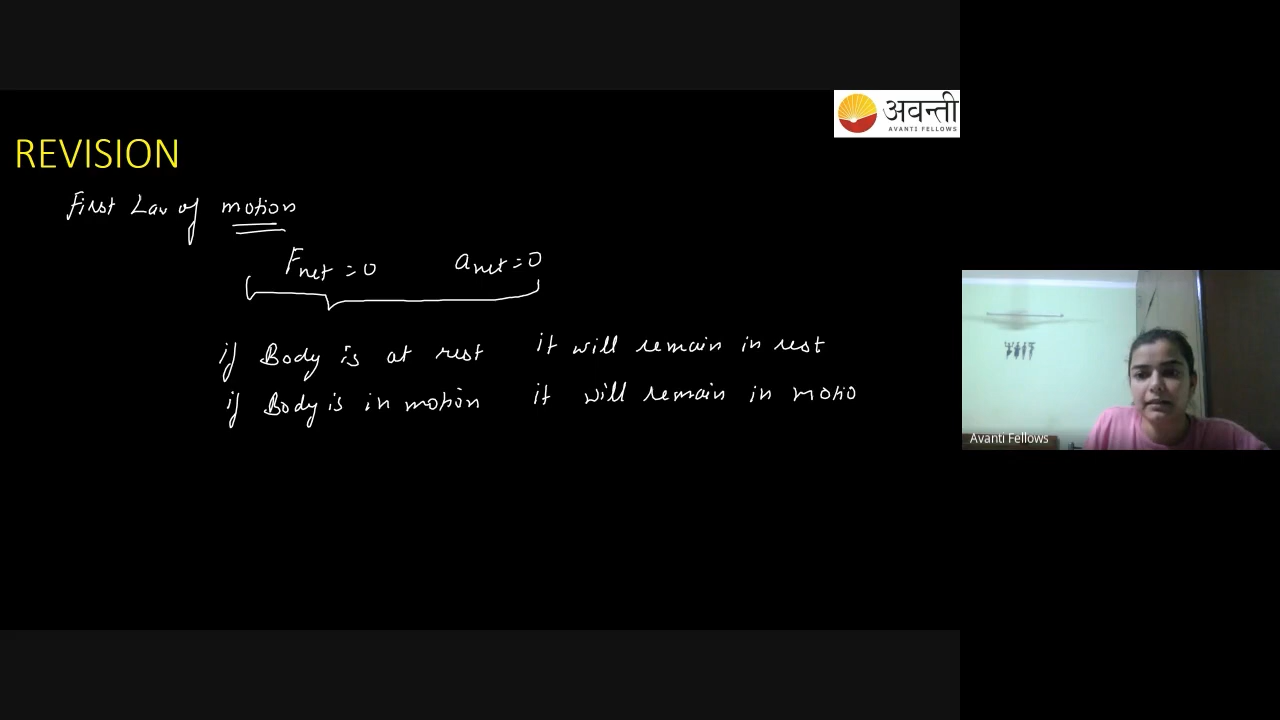 अवन्ती
AVANTI FELLOWS
REVISION
First Law of motion
Fnet = 0 anet = 0
if Body is at rest it will remain in rest
if Body is in motion it will remain in motio
Avanti Fellows